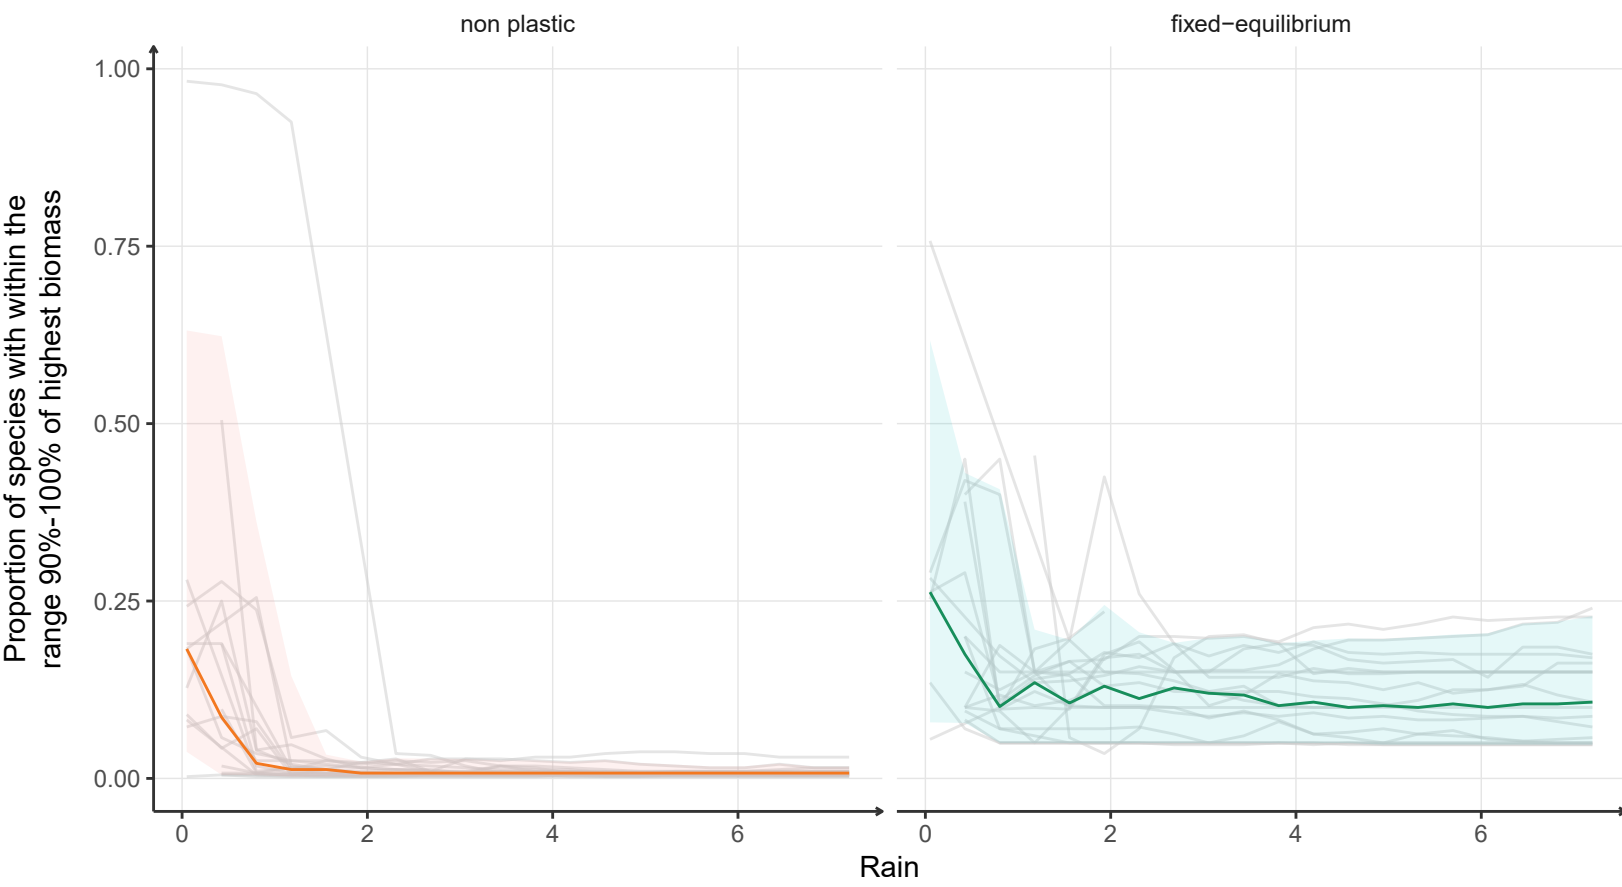 non plastic
fixed−equilibrium
Proportion of species with within the
range 90%-100% of highest biomass
1.00
0.75
0.50
0.25
0.00
0
2
4
6
0
2
4
6
Rain